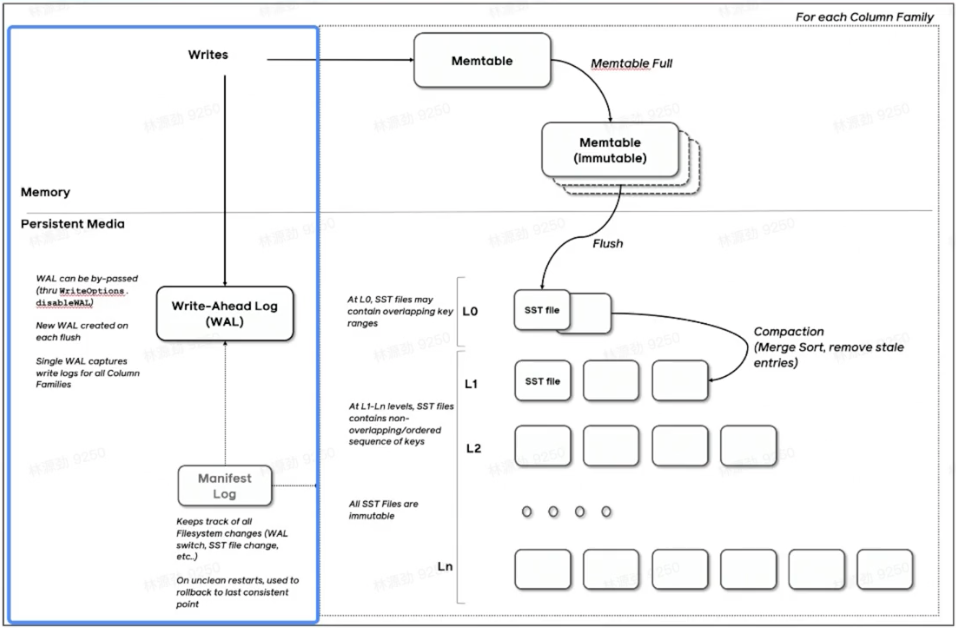 For each Column Family
Writes
Memtable
Memtable Full
Memtable
(immutable)
Memory
Persistent Media
Flush
WAL can be by-passed
(thru WriteOptions.
disableWAL)
New WAL created on
each flush
Single WAL captures
write logs for all Column
Families
Write-Ahead Log
(WAL)
At L0, SST files may
contain overlapping key
ranges
L0
SST file
Compaction
(Merge Sort, remove stale
entries)
L1
SST file
At L1-Ln levels, SST files
contains non-
overlapping/ordered
sequence of keys
L2
Manifest
Log
All SST Files are
immutable
Keeps track of all
Filesystem changes (WAL
switch, SST file change,
etc..)
On unclean restarts, used to
rollback to last consistent
point
Ln
林源劲 9250